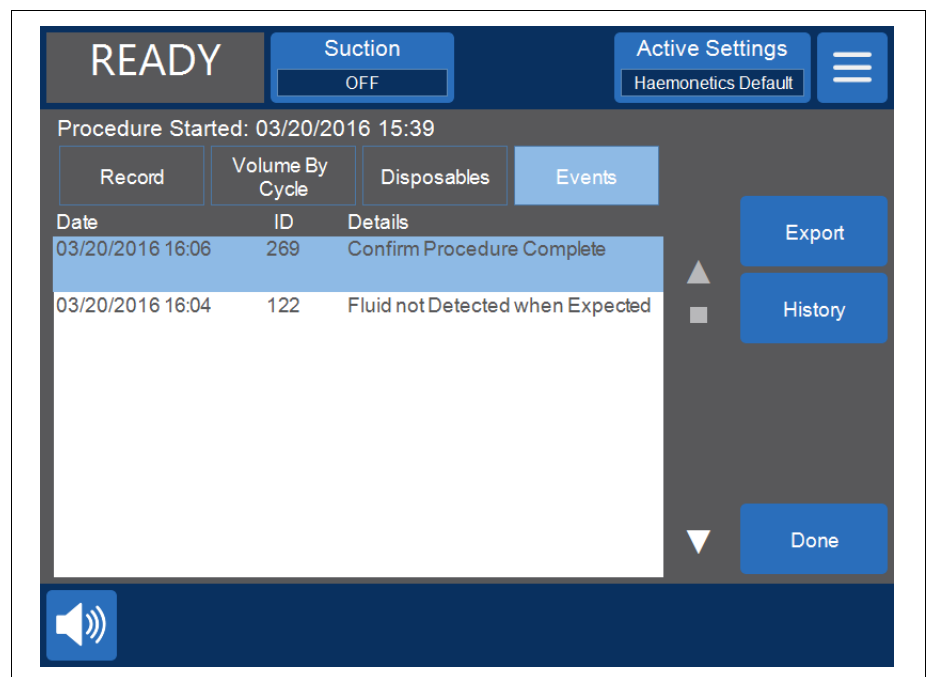 READY
Suction
OFF
Active Settings
Haemonetics Default
Procedure Started: 03/20/2016 15:39
Record
Volume By
Cycle
Disposables
Events
Date ID Details
03/20/2016 16:06 269 Confirm Procedure Complete
03/20/2016 16:04 122 Fluid not Detected when Expected
Export
History
Done